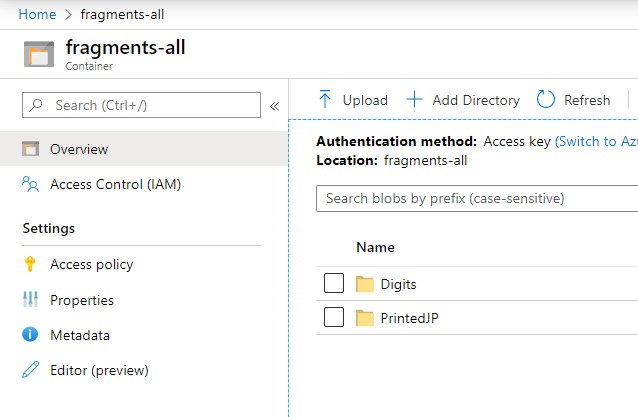 Home > fragments-all
fragments-all
Container
Search (Ctrl+/)
«
Overview
Access Control (IAM)
Settings
Access policy
Properties
Metadata
Editor (preview)
Upload
Add Directory
Refresh
Authentication method: Access key (Switch to Az
Location: fragments-all
Search blobs by prefix (case-sensitive)
Name
Digits
PrintedJP